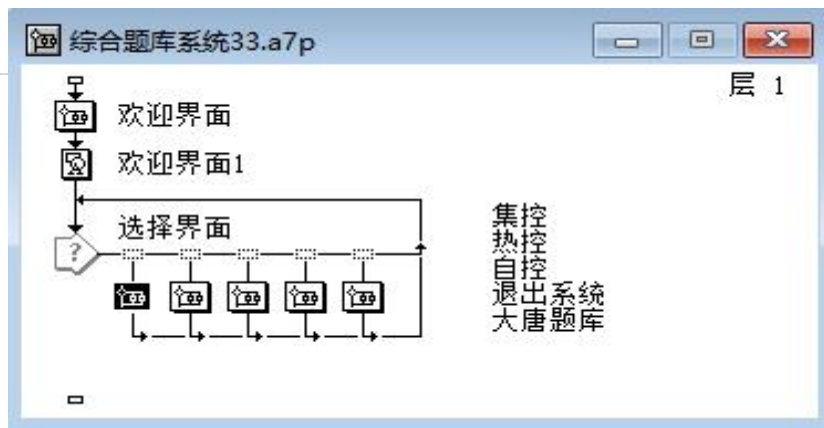 综合题库系统33.a7p
层 1
欢迎界面
欢迎界面1
选择界面
?
集控
热控
自控
退出系统
大唐题库